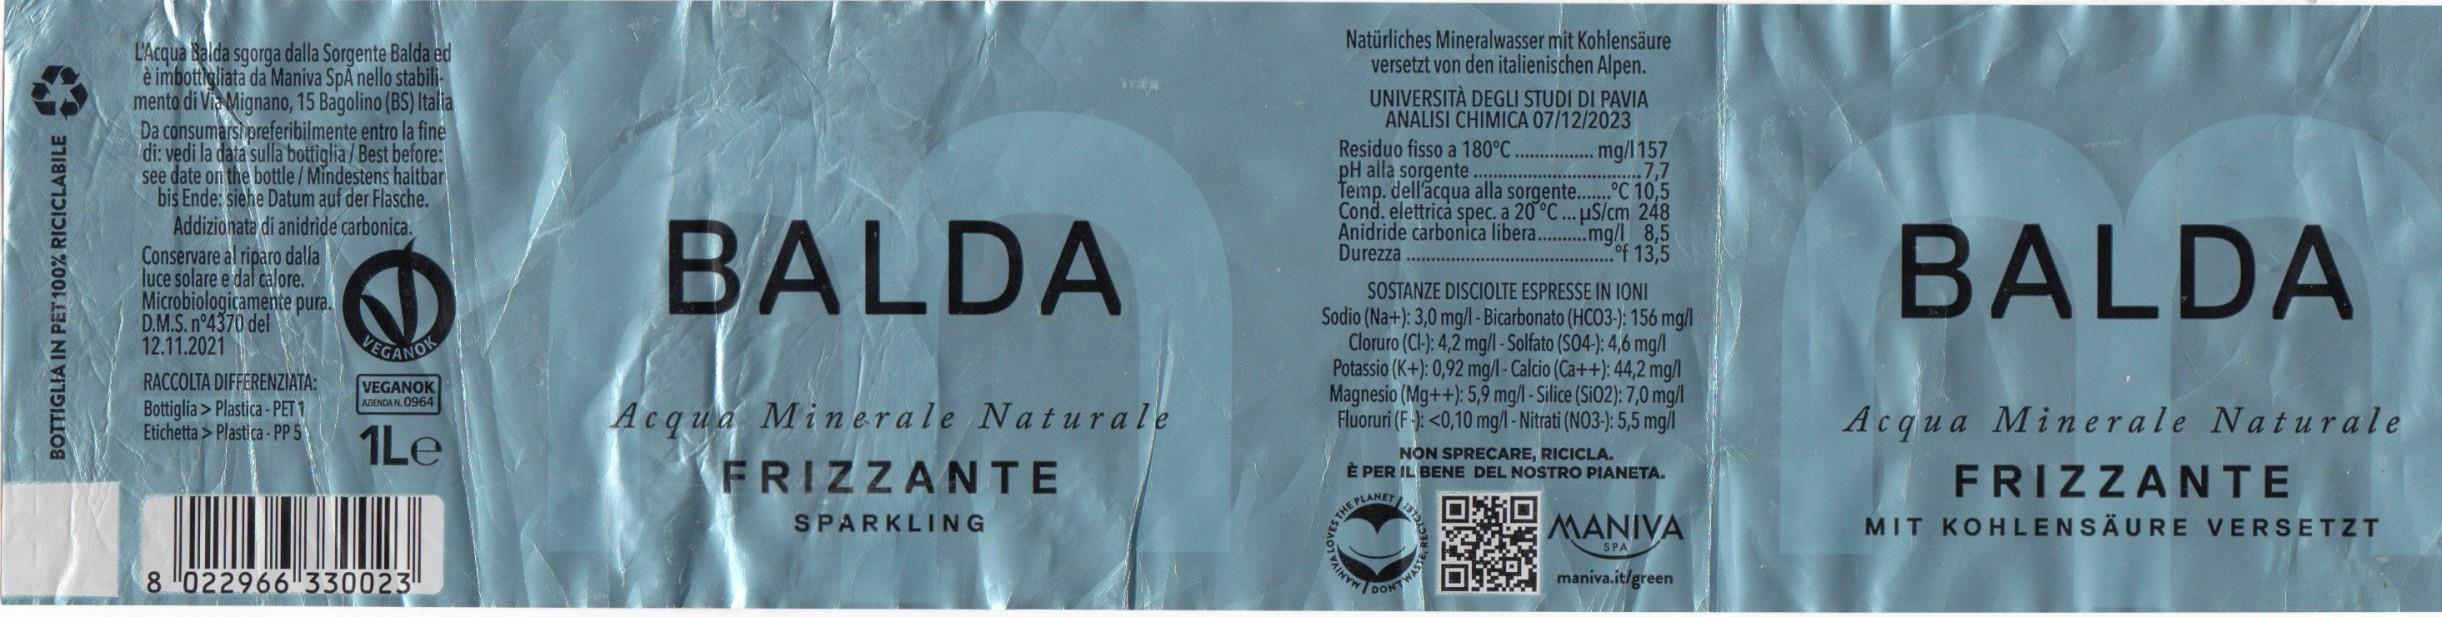 BOTTIGLIA IN PET 100% RICICLABILE
L'Acqua Balda sgorga dalla Sorgente Balda ed
è imbottigliata da Maniva SpA nello stabili-
mento di Via Mignano, 15 Bagolino (BS) Italia
Da consumarsi preferibilmente entro la fine
di: vedi la data sulla bottiglia / Best before:
see date on the bottle / Mindestens haltbar
bis Ende: siehe Datum auf der Flasche.
Addizionata di anidride carbonica.
Conservare al riparo dalla
luce solare e dal calore.
Microbiologicamente pura.
D.M.S. n°4370 del
12.11.2021
VEGANOK
RACCOLTA DIFFERENZIATA:
Bottiglia > Plastica - PET 1
Etichetta > Plastica - PP 5
VEGANOK
AZIENDA N. 0964
1L℮
8 022966 330023
BALDA
Acqua Minerale Naturale
FRIZZANTE
SPARKLING
Natürliches Mineralwasser mit Kohlensäure
versetzt von den italienischen Alpen.
UNIVERSITÀ DEGLI STUDI DI PAVIA
ANALISI CHIMICA 07/12/2023
Residuo fisso a 180°C ................ mg/l 157
pH alla sorgente ................................... 7,7
Temp. dell'acqua alla sorgente.......°C 10,5
Cond. elettrica spec. a 20 °C ... µS/cm 248
Anidride carbonica libera..........mg/l 8,5
Durezza ...........................................°f 13,5
SOSTANZE DISCIOLTE ESPRESSE IN IONI
Sodio (Na+): 3,0 mg/l - Bicarbonato (HCO3-): 156 mg/l
Cloruro (Cl-): 4,2 mg/l - Solfato (SO4-): 4,6 mg/l
Potassio (K+): 0,92 mg/l - Calcio (Ca++): 44,2 mg/l
Magnesio (Mg++): 5,9 mg/l - Silice (SiO2): 7,0 mg/l
Fluoruri (F-): <0,10 mg/l - Nitrati (NO3-): 5,5 mg/l
NON SPRECARE, RICICLA.
È PER IL BENE DEL NOSTRO PIANETA.
MANIVA LOVES THE PLANET / DON'T WASTE, RECYCLE! /
MANIVA
SPA
maniva.it/green
BALDA
Acqua Minerale Naturale
FRIZZANTE
MIT KOHLENSÄURE VERSETZT